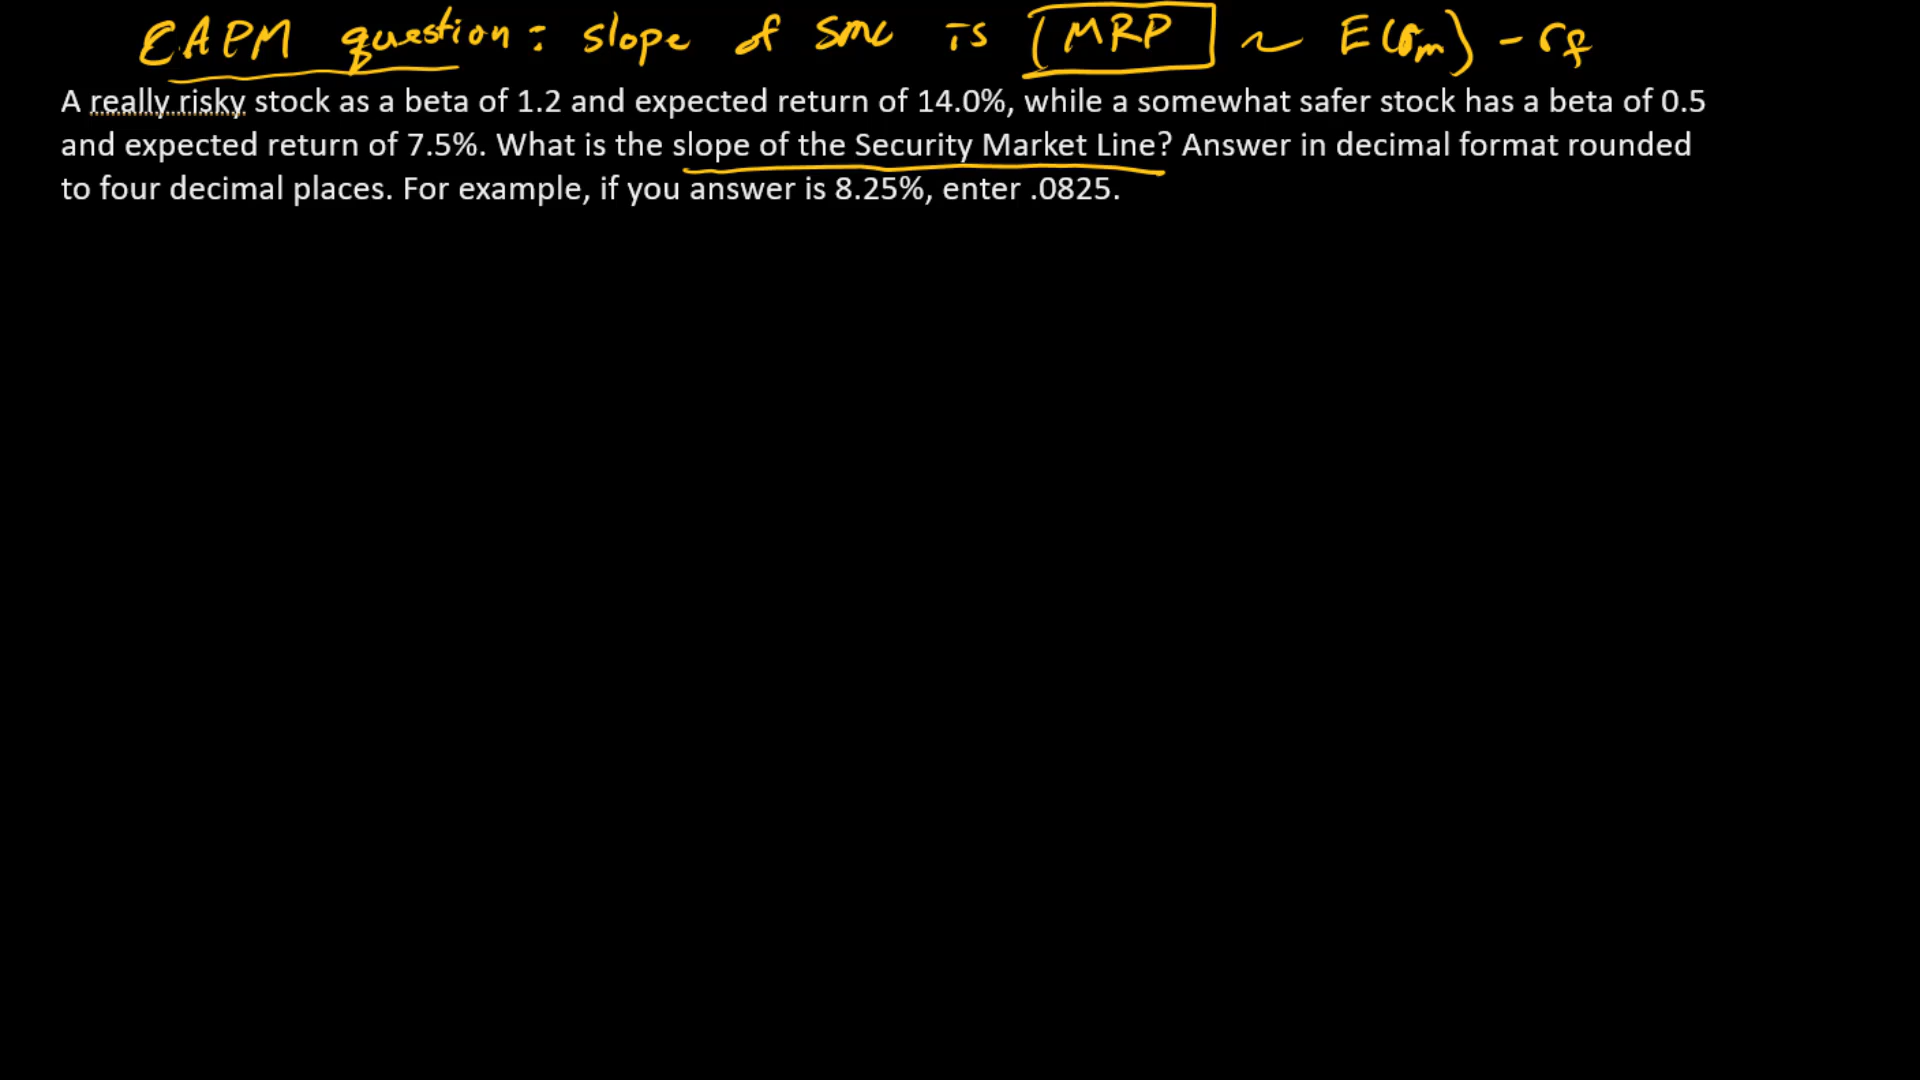 CAPM question: slope of SML is MRP ~ E(rm) - rf
A really risky stock as a beta of 1.2 and expected return of 14.0%, while a somewhat safer stock has a beta of 0.5
and expected return of 7.5%. What is the slope of the Security Market Line? Answer in decimal format rounded
to four decimal places. For example, if you answer is 8.25%, enter .0825.